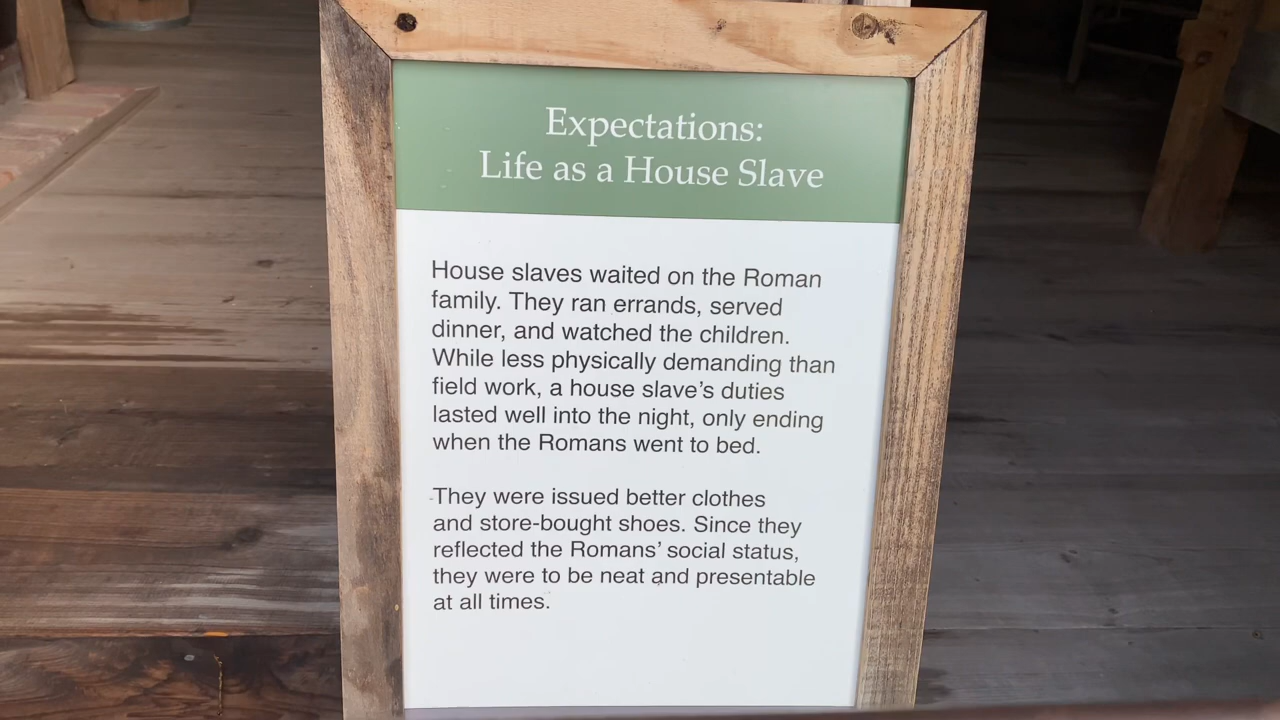 Expectations:
Life as a House Slave
House slaves waited on the Roman
family. They ran errands, served
dinner, and watched the children.
While less physically demanding than
field work, a house slave's duties
lasted well into the night, only ending
when the Romans went to bed.
They were issued better clothes
and store-bought shoes. Since they
reflected the Romans' social status,
they were to be neat and presentable
at all times.